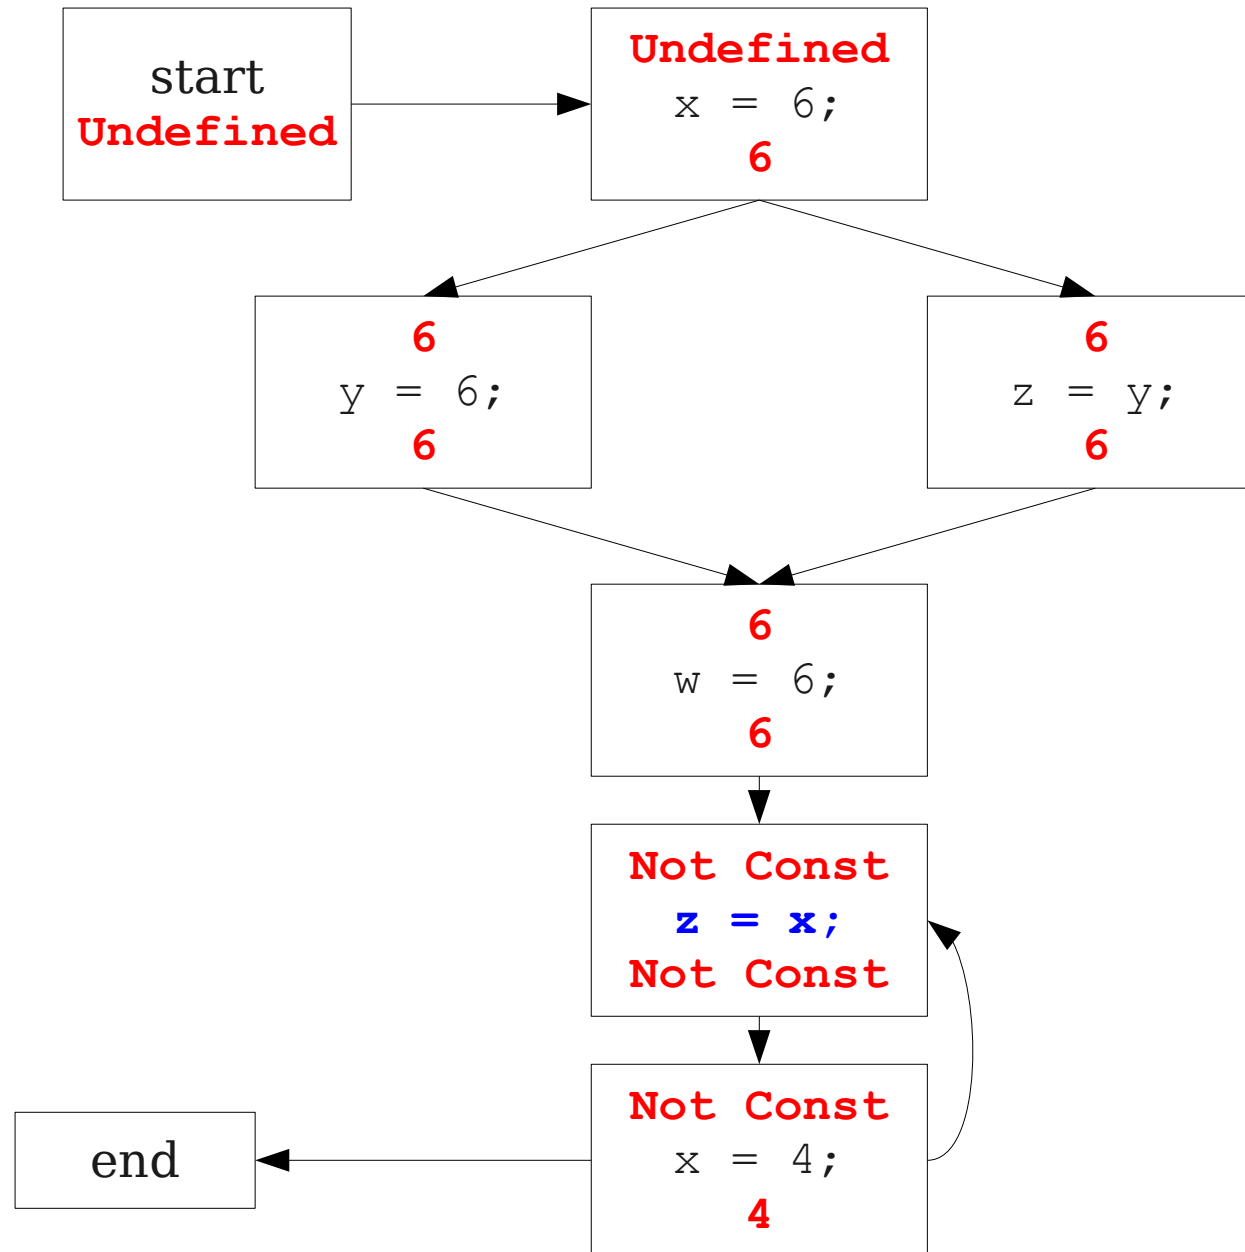 start
Undefined
Undefined
x = 6;
6
6
y = 6;
6
6
z = y;
6
6
w = 6;
6
Not Const
z = x;
Not Const
Not Const
x = 4;
4
end